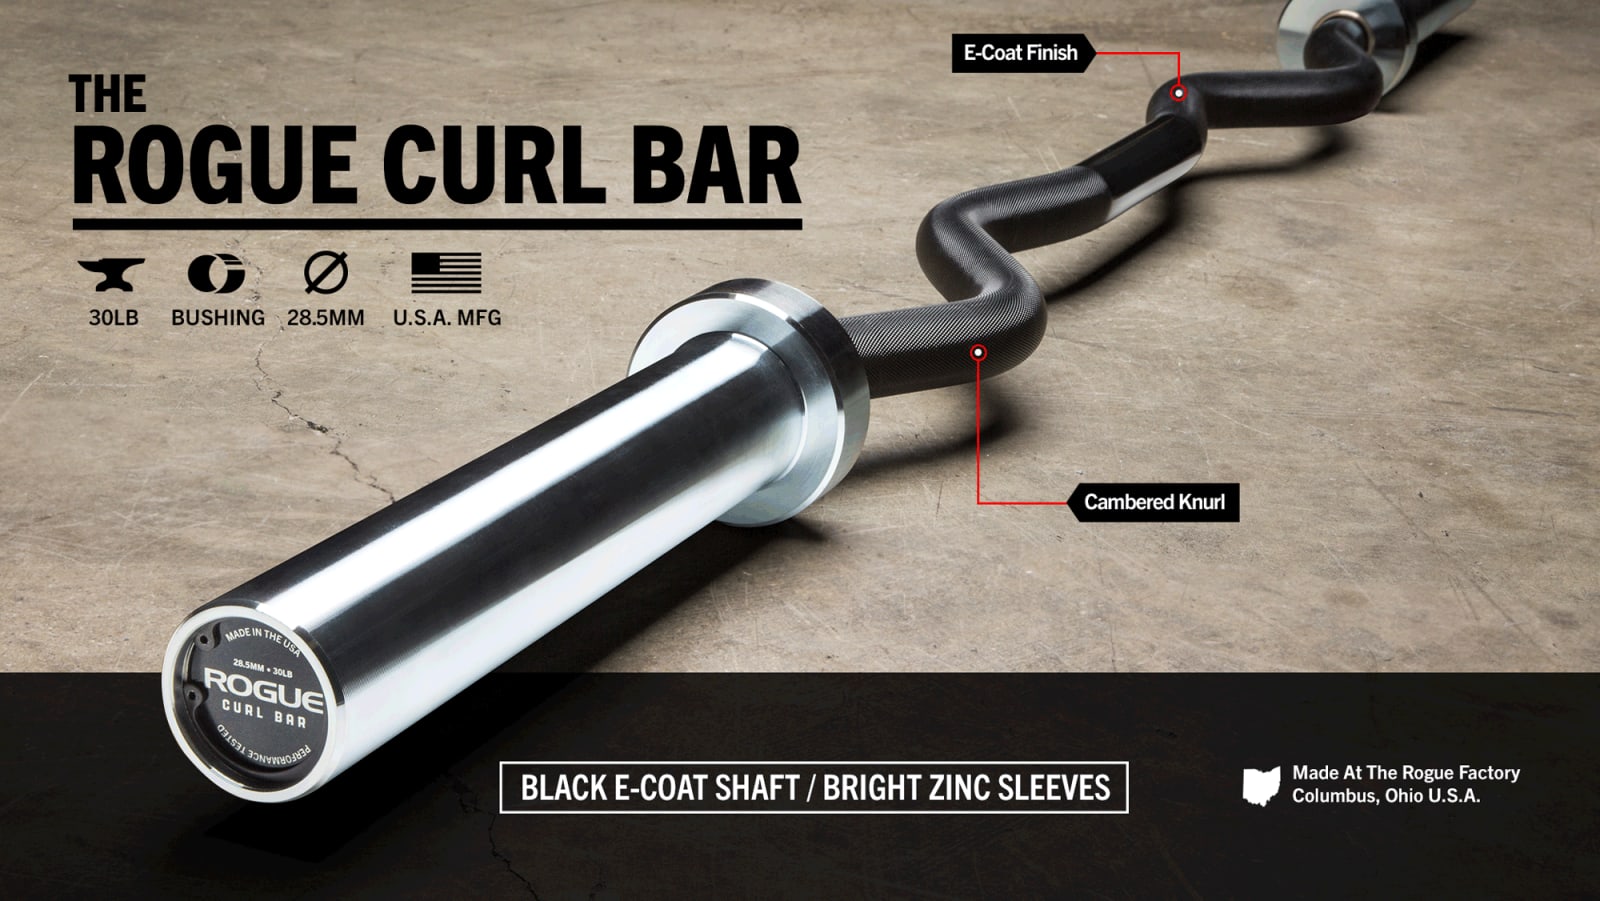 THE
ROGUE CURL BAR
30LB
BUSHING
28.5MM
U.S.A. MFG
E-Coat Finish
Cambered Knurl
MADE IN THE USA
28.5MM • 30LB
ROGUE
CURL BAR
PERFORMANCE TESTED
BLACK E-COAT SHAFT / BRIGHT ZINC SLEEVES
Made At The Rogue Factory
Columbus, Ohio U.S.A.